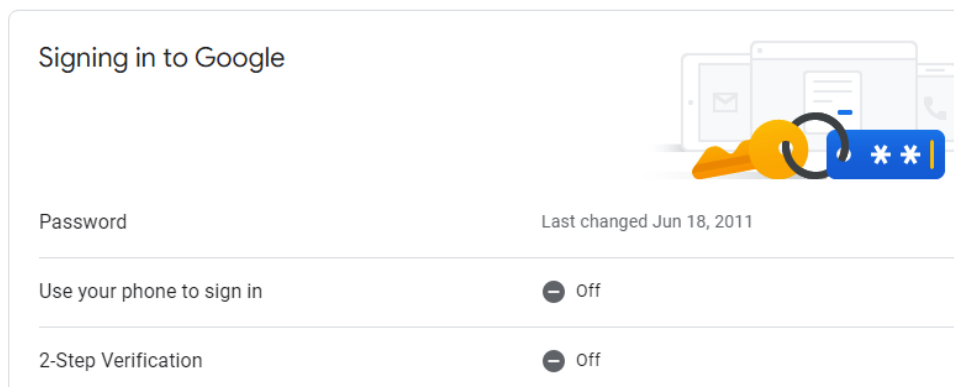 Signing in to Google
**
Password
Last changed Jun 18, 2011
Use your phone to sign in
Off
2-Step Verification
Off